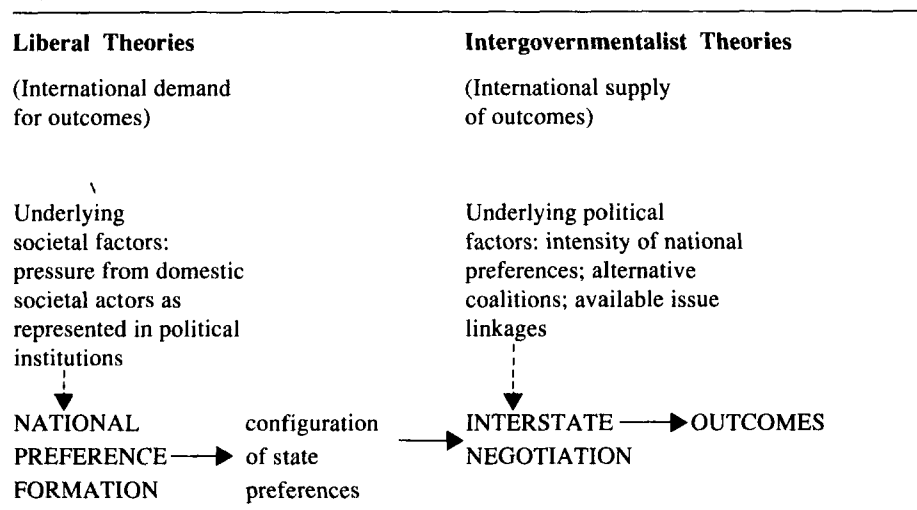 Liberal Theories
(International demand
for outcomes)
Underlying
societal factors:
pressure from domestic
societal actors as
represented in political
institutions
NATIONAL
PREFERENCE
FORMATION
configuration
of state
preferences
Intergovernmentalist Theories
(International supply
of outcomes)
Underlying political
factors: intensity of national
preferences; alternative
coalitions; available issue
linkages
INTERSTATE
NEGOTIATION
OUTCOMES